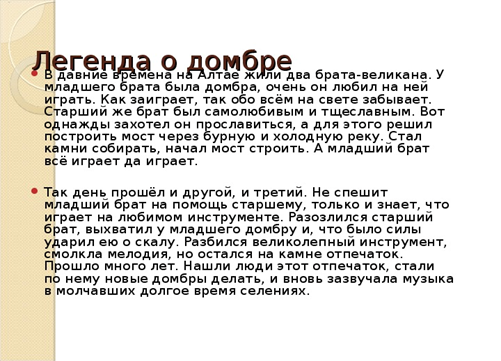 Легенда о домбре
В давние времена на Алтае жили два брата-великана. У
младшего брата была домбра, очень он любил на ней
играть. Как заиграет, так обо всём на свете забывает.
Старший же брат был самолюбивым и тщеславным. Вот
однажды захотел он прославиться, а для этого решил
построить мост через бурную и холодную реку. Стал
камни собирать, начал мост строить. А младший брат
всё играет да играет.
Так день прошёл и другой, и третий. Не спешит
младший брат на помощь старшему, только и знает, что
играет на любимом инструменте. Разозлился старший
брат, выхватил у младшего домбру и, что было силы
ударил ею о скалу. Разбился великолепный инструмент,
смолкла мелодия, но остался на камне отпечаток.
Прошло много лет. Нашли люди этот отпечаток, стали
по нему новые домбры делать, и вновь зазвучала музыка
в молчавших долгое время селениях.